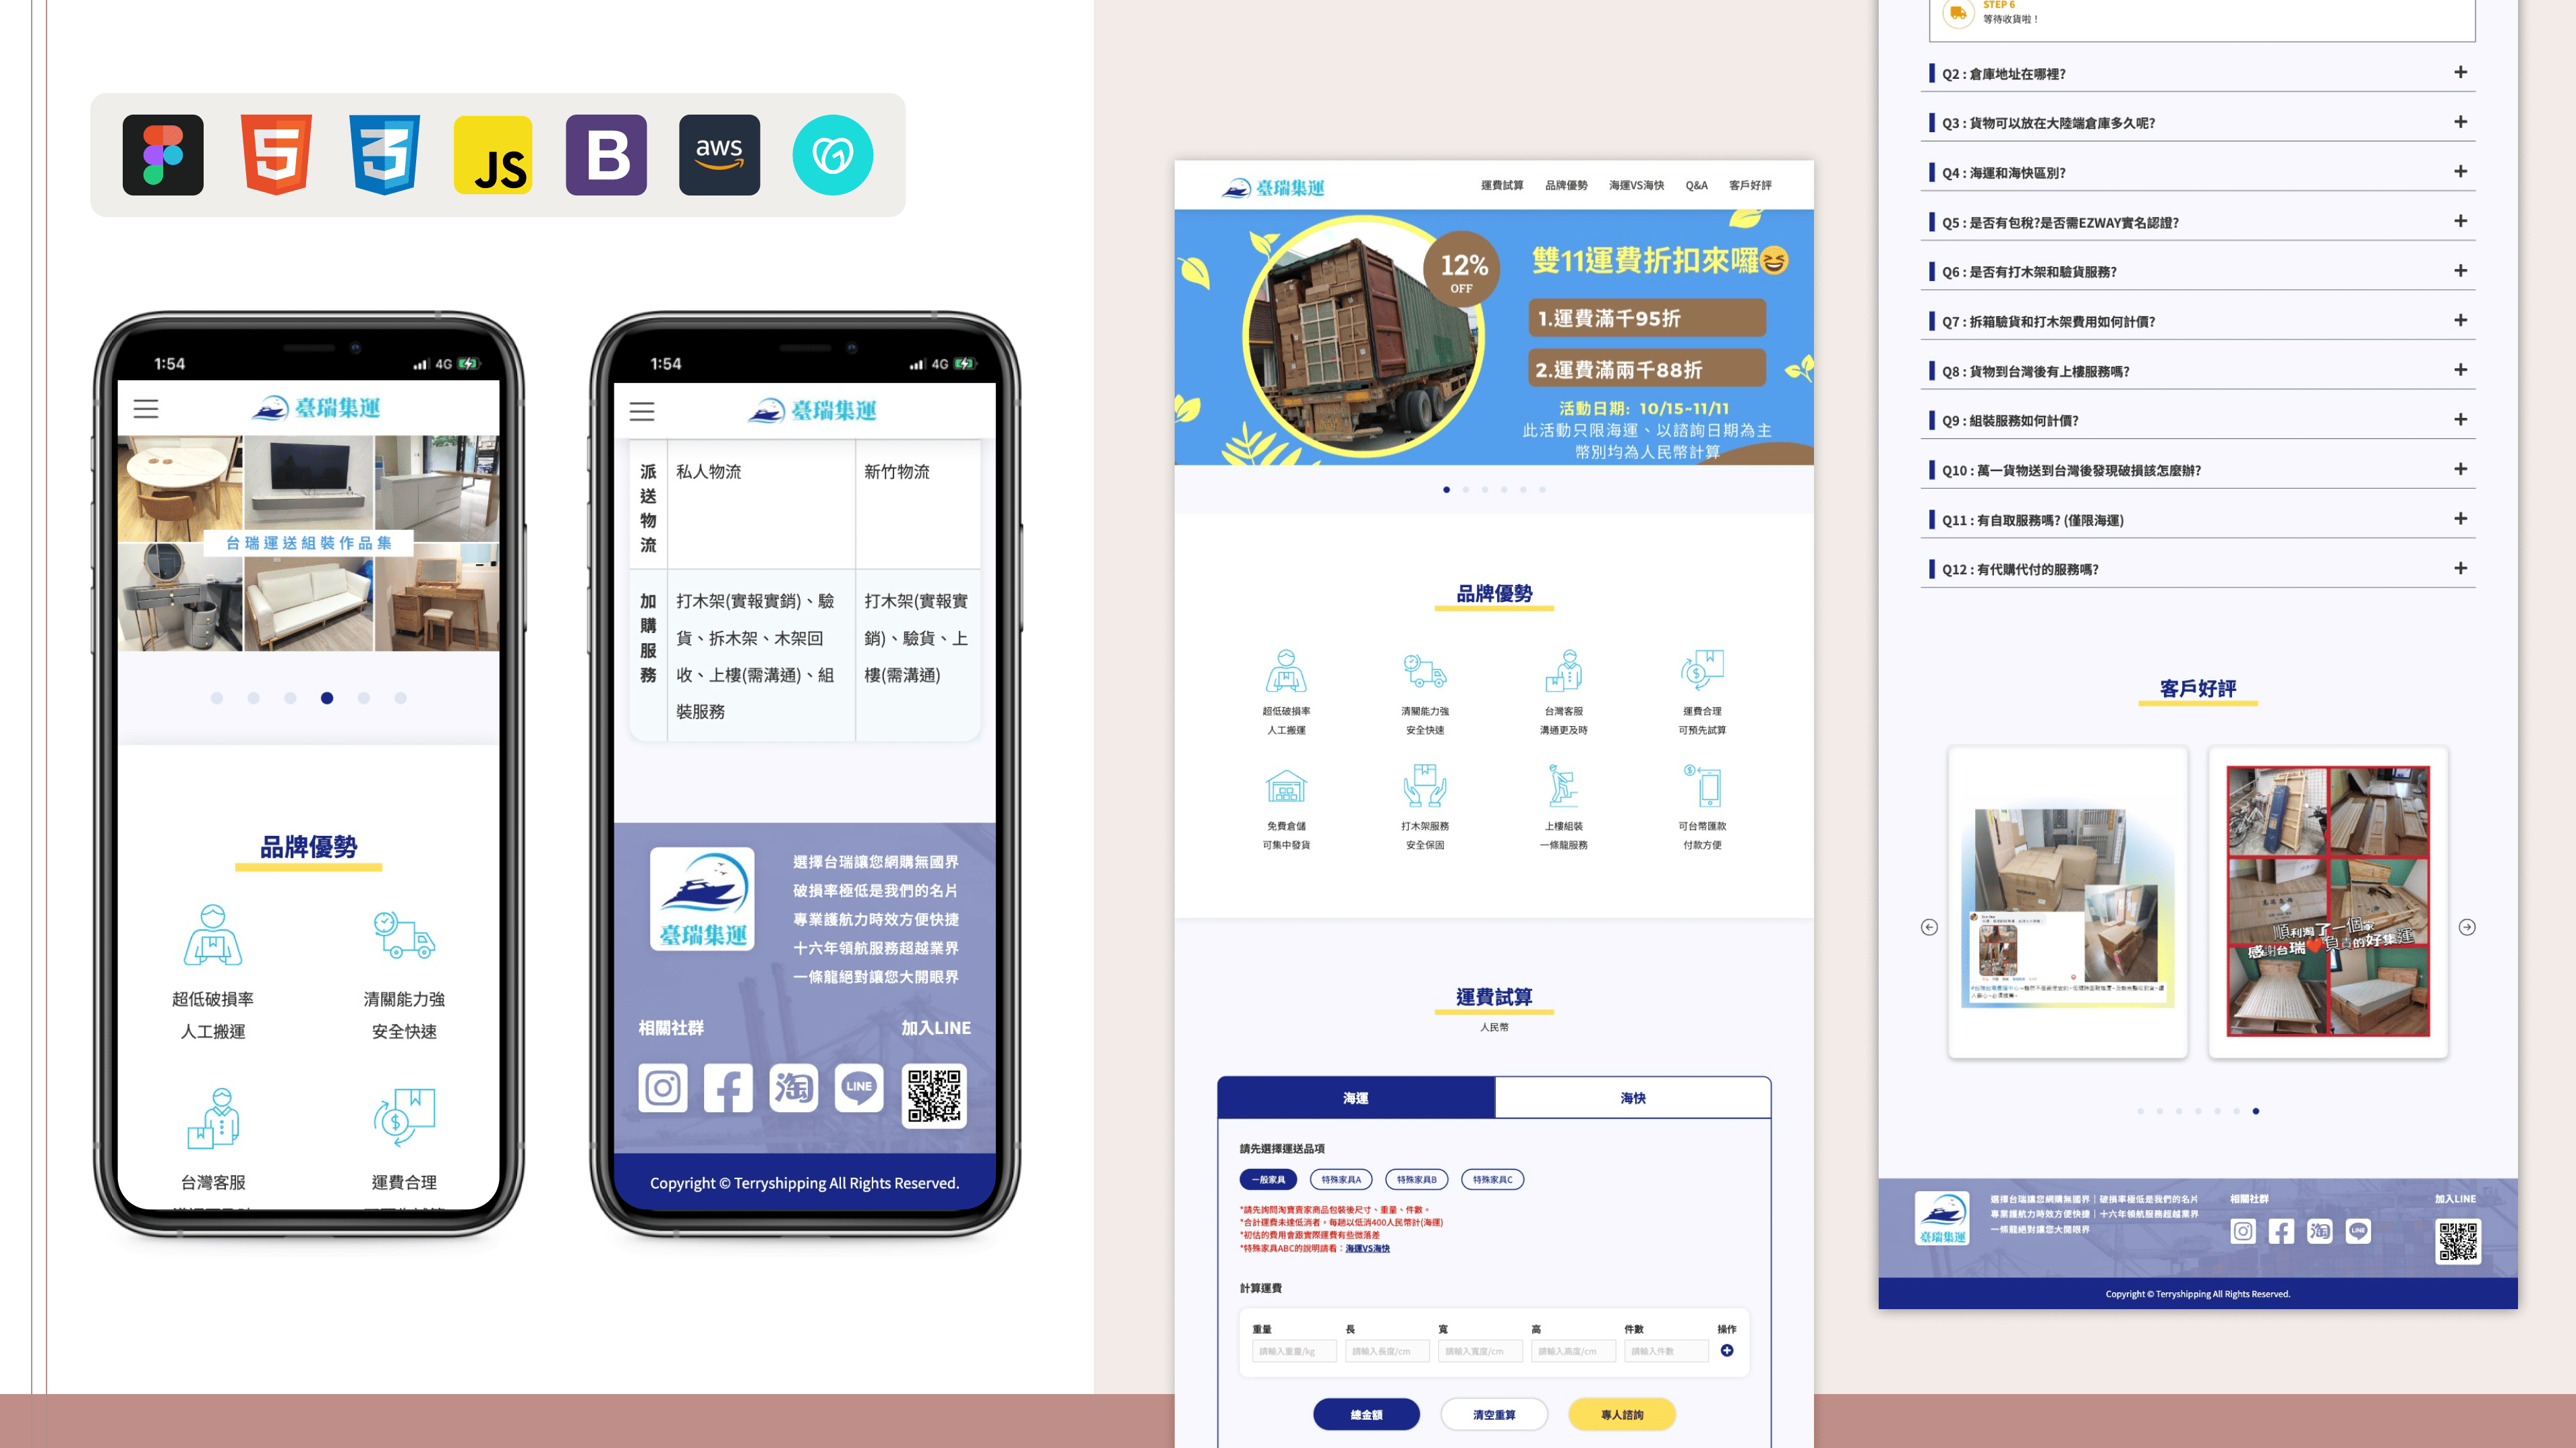 JS
B
aws
1:54
4G
臺瑞集運
台瑞運送組裝作品集
品牌優勢
超低破損率
人工搬運
清關能力強
安全快速
台灣客服
運費合理
1:54
4G
臺瑞集運
派送物流
私人物流
新竹物流
加購服務
打木架(實報實銷)、驗
貨、拆木架、木架回
收、上樓(需溝通)、組
裝服務
打木架(實報實
銷)、驗貨、上
樓(需溝通)
臺瑞集運
選擇台瑞讓您網購無國界
破損率極低是我們的名片
專業護航力時效方便快捷
十六年領航服務超越業界
一條龍絕對讓您大開眼界
相關社群
加入LINE
淘
LINE
Copyright © Terryshipping All Rights Reserved.
臺瑞集運
運費試算
品牌優勢
海運VS海快
Q&A
客戶好評
12%
OFF
雙11運費折扣來囉😆
1.運費滿千95折
2.運費滿兩千88折
活動日期: 10/15~11/11
此活動只限海運、以諮詢日期為主
幣別均為人民幣計算
品牌優勢
超低破損率
人工搬運
清關能力強
安全快速
台灣客服
溝通更及時
運費合理
可預先試算
免費倉儲
可集中發貨
打木架服務
安全保固
上樓組裝
一條龍服務
可台幣匯款
付款方便
運費試算
人民幣
海運
海快
請先選擇運送品項
一般家具
特殊家具A
特殊家具B
特殊家具C
*請先詢問淘寶賣家商品包裝後尺寸、重量、件數。
*合計運費未達低消者，每趟以低消400人民幣計(海運)
*初估的費用會跟實際運費有些微落差
*特殊家具ABC的說明請看：海運VS海快
計算運費
重量
長
寬
高
件數
操作
請輸入重量/kg
請輸入長度/cm
請輸入寬度/cm
請輸入高度/cm
請輸入件數
總金額
清空重算
專人諮詢
STEP 6
等待收貨啦！
Q2 : 倉庫地址在哪裡?
Q3 : 貨物可以放在大陸端倉庫多久呢?
Q4 : 海運和海快區別?
Q5 : 是否有包稅?是否需EZWAY實名認證?
Q6 : 是否有打木架和驗貨服務?
Q7 : 拆箱驗貨和打木架費用如何計價?
Q8 : 貨物到台灣後有上樓服務嗎?
Q9 : 組裝服務如何計價?
Q10 : 萬一貨物送到台灣後發現破損該怎麼辦?
Q11 : 有自取服務嗎? (僅限海運)
Q12 : 有代購代付的服務嗎?
客戶好評
順利淘了一個家
感謝台瑞❤負責的好集運
臺瑞集運
選擇台瑞讓您網購無國界｜破損率極低是我們的名片
專業護航力時效方便快捷｜十六年領航服務超越業界
一條龍絕對讓您大開眼界
相關社群
加入LINE
淘
LINE
Copyright © Terryshipping All Rights Reserved.